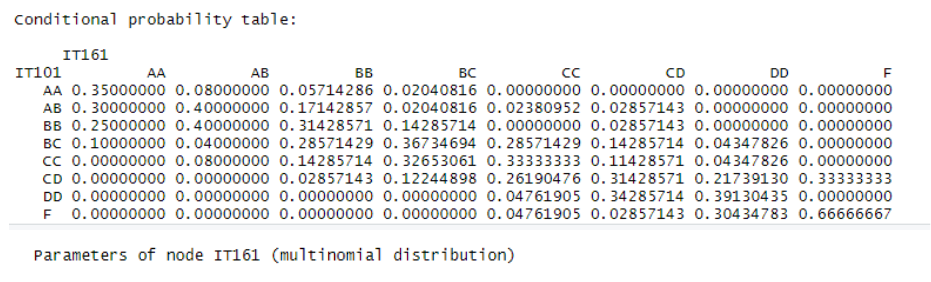 Conditional probability table:
IT161
IT101 AA AB BB BC CC CD DD F
AA 0.35000000 0.08000000 0.05714286 0.02040816 0.00000000 0.00000000 0.00000000 0.00000000
AB 0.30000000 0.40000000 0.17142857 0.02040816 0.02380952 0.02857143 0.00000000 0.00000000
BB 0.25000000 0.40000000 0.31428571 0.14285714 0.00000000 0.02857143 0.00000000 0.00000000
BC 0.10000000 0.04000000 0.28571429 0.36734694 0.28571429 0.14285714 0.04347826 0.00000000
CC 0.00000000 0.08000000 0.14285714 0.32653061 0.33333333 0.11428571 0.04347826 0.00000000
CD 0.00000000 0.00000000 0.02857143 0.12244898 0.26190476 0.31428571 0.21739130 0.33333333
DD 0.00000000 0.00000000 0.00000000 0.00000000 0.04761905 0.34285714 0.39130435 0.00000000
F 0.00000000 0.00000000 0.00000000 0.00000000 0.04761905 0.02857143 0.30434783 0.66666667
Parameters of node IT161 (multinomial distribution)